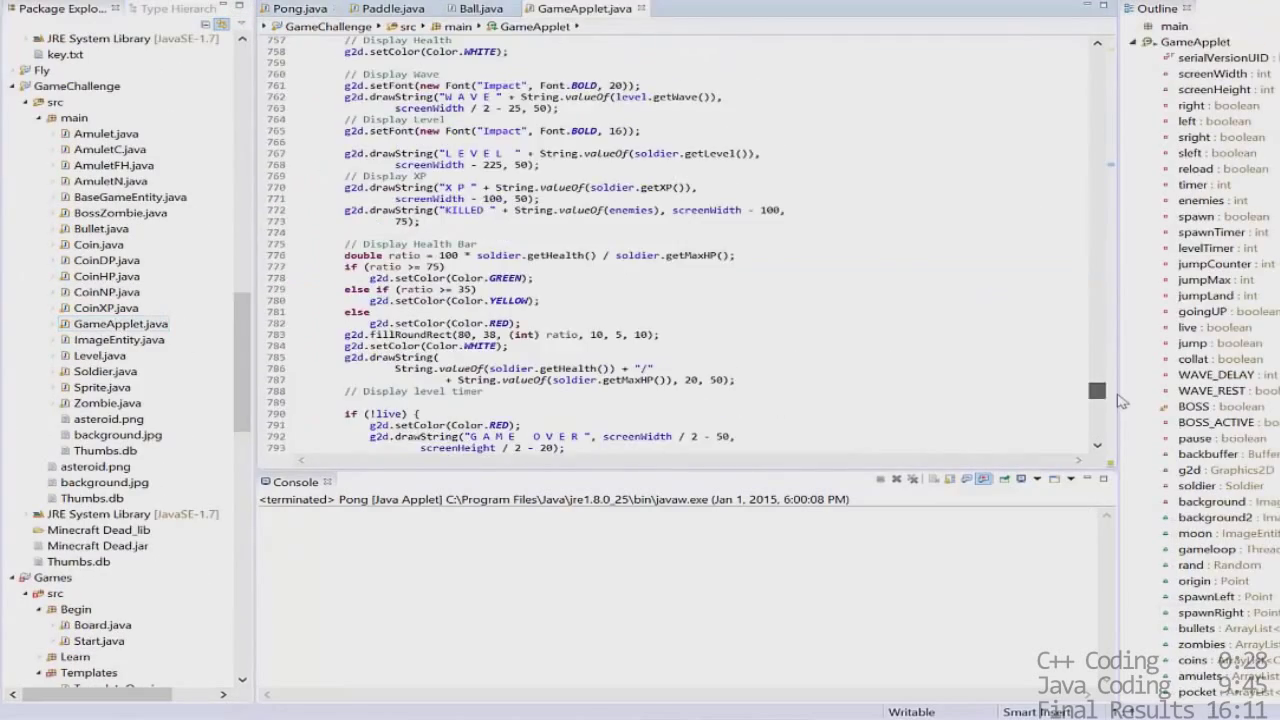 Package Explo...
Type Hierarch
JRE System Library [JavaSE-1.7]
key.txt
Fly
GameChallenge
src
main
Amulet.java
AmuletC.java
AmuletFH.java
AmuletN.java
BaseGameEntity.java
BossZombie.java
Bullet.java
Coin.java
CoinDP.java
CoinHP.java
CoinNP.java
CoinXP.java
GameApplet.java
ImageEntity.java
Level.java
Soldier.java
Sprite.java
Zombie.java
asteroid.png
background.jpg
Thumbs.db
asteroid.png
background.jpg
Thumbs.db
JRE System Library [JavaSE-1.7]
Minecraft Dead_lib
Minecraft Dead.jar
Thumbs.db
Games
src
Begin
Board.java
Start.java
Learn
Templates
Pong.java Paddle.java Ball.java GameApplet.java
GameChallenge src main GameApplet
757 // Display Health
758 g2d.setColor(Color.WHITE);
759
760 // Display Wave
761 g2d.setFont(new Font("Impact", Font.BOLD, 20));
762 g2d.drawString("W A V E " + String.valueOf(level.getWave()),
763 screenWidth / 2 - 25, 50);
764 // Display Level
765 g2d.setFont(new Font("Impact", Font.BOLD, 16));
766
767 g2d.drawString("L E V E L  " + String.valueOf(soldier.getLevel()),
768 screenWidth - 225, 50);
769 // Display XP
770 g2d.drawString("X P " + String.valueOf(soldier.getXP()),
771 screenWidth - 100, 50);
772 g2d.drawString("KILLED " + String.valueOf(enemies), screenWidth - 100,
773 75);
774
775 // Display Health Bar
776 double ratio = 100 * soldier.getHealth() / soldier.getMaxHP();
777 if (ratio >= 75)
778 g2d.setColor(Color.GREEN);
779 else if (ratio >= 35)
780 g2d.setColor(Color.YELLOW);
781 else
782 g2d.setColor(Color.RED);
783 g2d.fillRoundRect(80, 38, (int) ratio, 10, 5, 10);
784 g2d.setColor(Color.WHITE);
785 g2d.drawString(
786 String.valueOf(soldier.getHealth()) + "/"
787 + String.valueOf(soldier.getMaxHP()), 20, 50);
788 // Display level timer
789
790 if (!live) {
791 g2d.setColor(Color.RED);
792 g2d.drawString("G A M E   O V E R ", screenWidth / 2 - 50,
793 screenHeight / 2 - 20);
Console
<terminated> Pong [Java Applet] C:\Program Files\Java\jre1.8.0_25\bin\javaw.exe (Jan 1, 2015, 6:00:08 PM)
Outline
main
GameApplet
serialVersionUID
screenWidth : int
screenHeight : int
right : boolean
left : boolean
sright : boolean
sleft : boolean
reload : boolean
timer : int
enemies : int
spawn : boolean
spawnTimer : int
levelTimer : int
jumpCounter : int
jumpMax : int
jumpLand : int
goingUP : boolean
live : boolean
jump : boolean
collat : boolean
WAVE_DELAY : int
WAVE_REST : bool
BOSS : boolean
BOSS_ACTIVE : boo
pause : boolean
backbuffer : Buffer
g2d : Graphics2D
soldier : Soldier
background : Ima
background2 : Ima
moon : ImageEntit
gameloop : Threa
rand : Random
origin : Point
spawnLeft : Point
spawnRight : Point
bullets : ArrayList<
zombies : ArrayList
coins : ArrayList<
amulets : ArrayLis
pocket : ArrayList
C++ Coding 0:28
Java Coding 9:45
Final Results 16:11
Writable Smart Insert